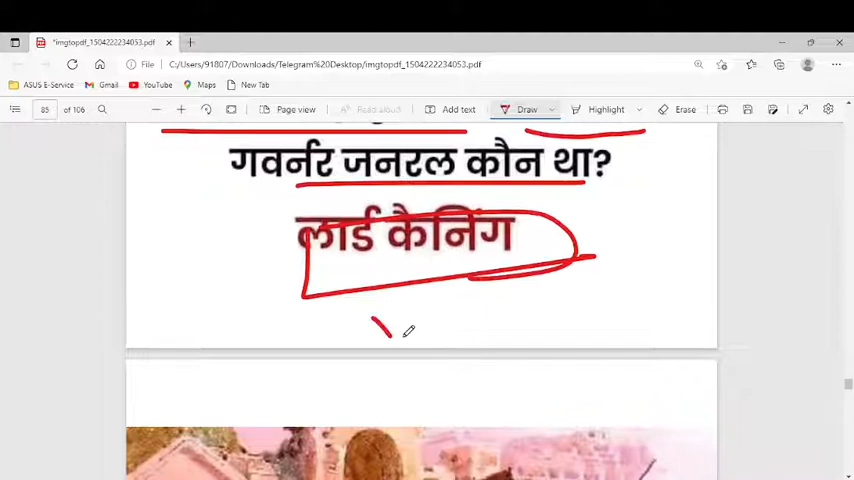 *imgtopdf_1504222234053.pdf
File
C:/Users/91807/Downloads/Telegram%20Desktop/imgtopdf_1504222234053.pdf
ASUS E-Service
Gmail
YouTube
Maps
New Tab
85 of 106
Page view
Read aloud
Add text
Draw
Highlight
Erase
गवर्नर जनरल कौन था?
लार्ड कैनिंग